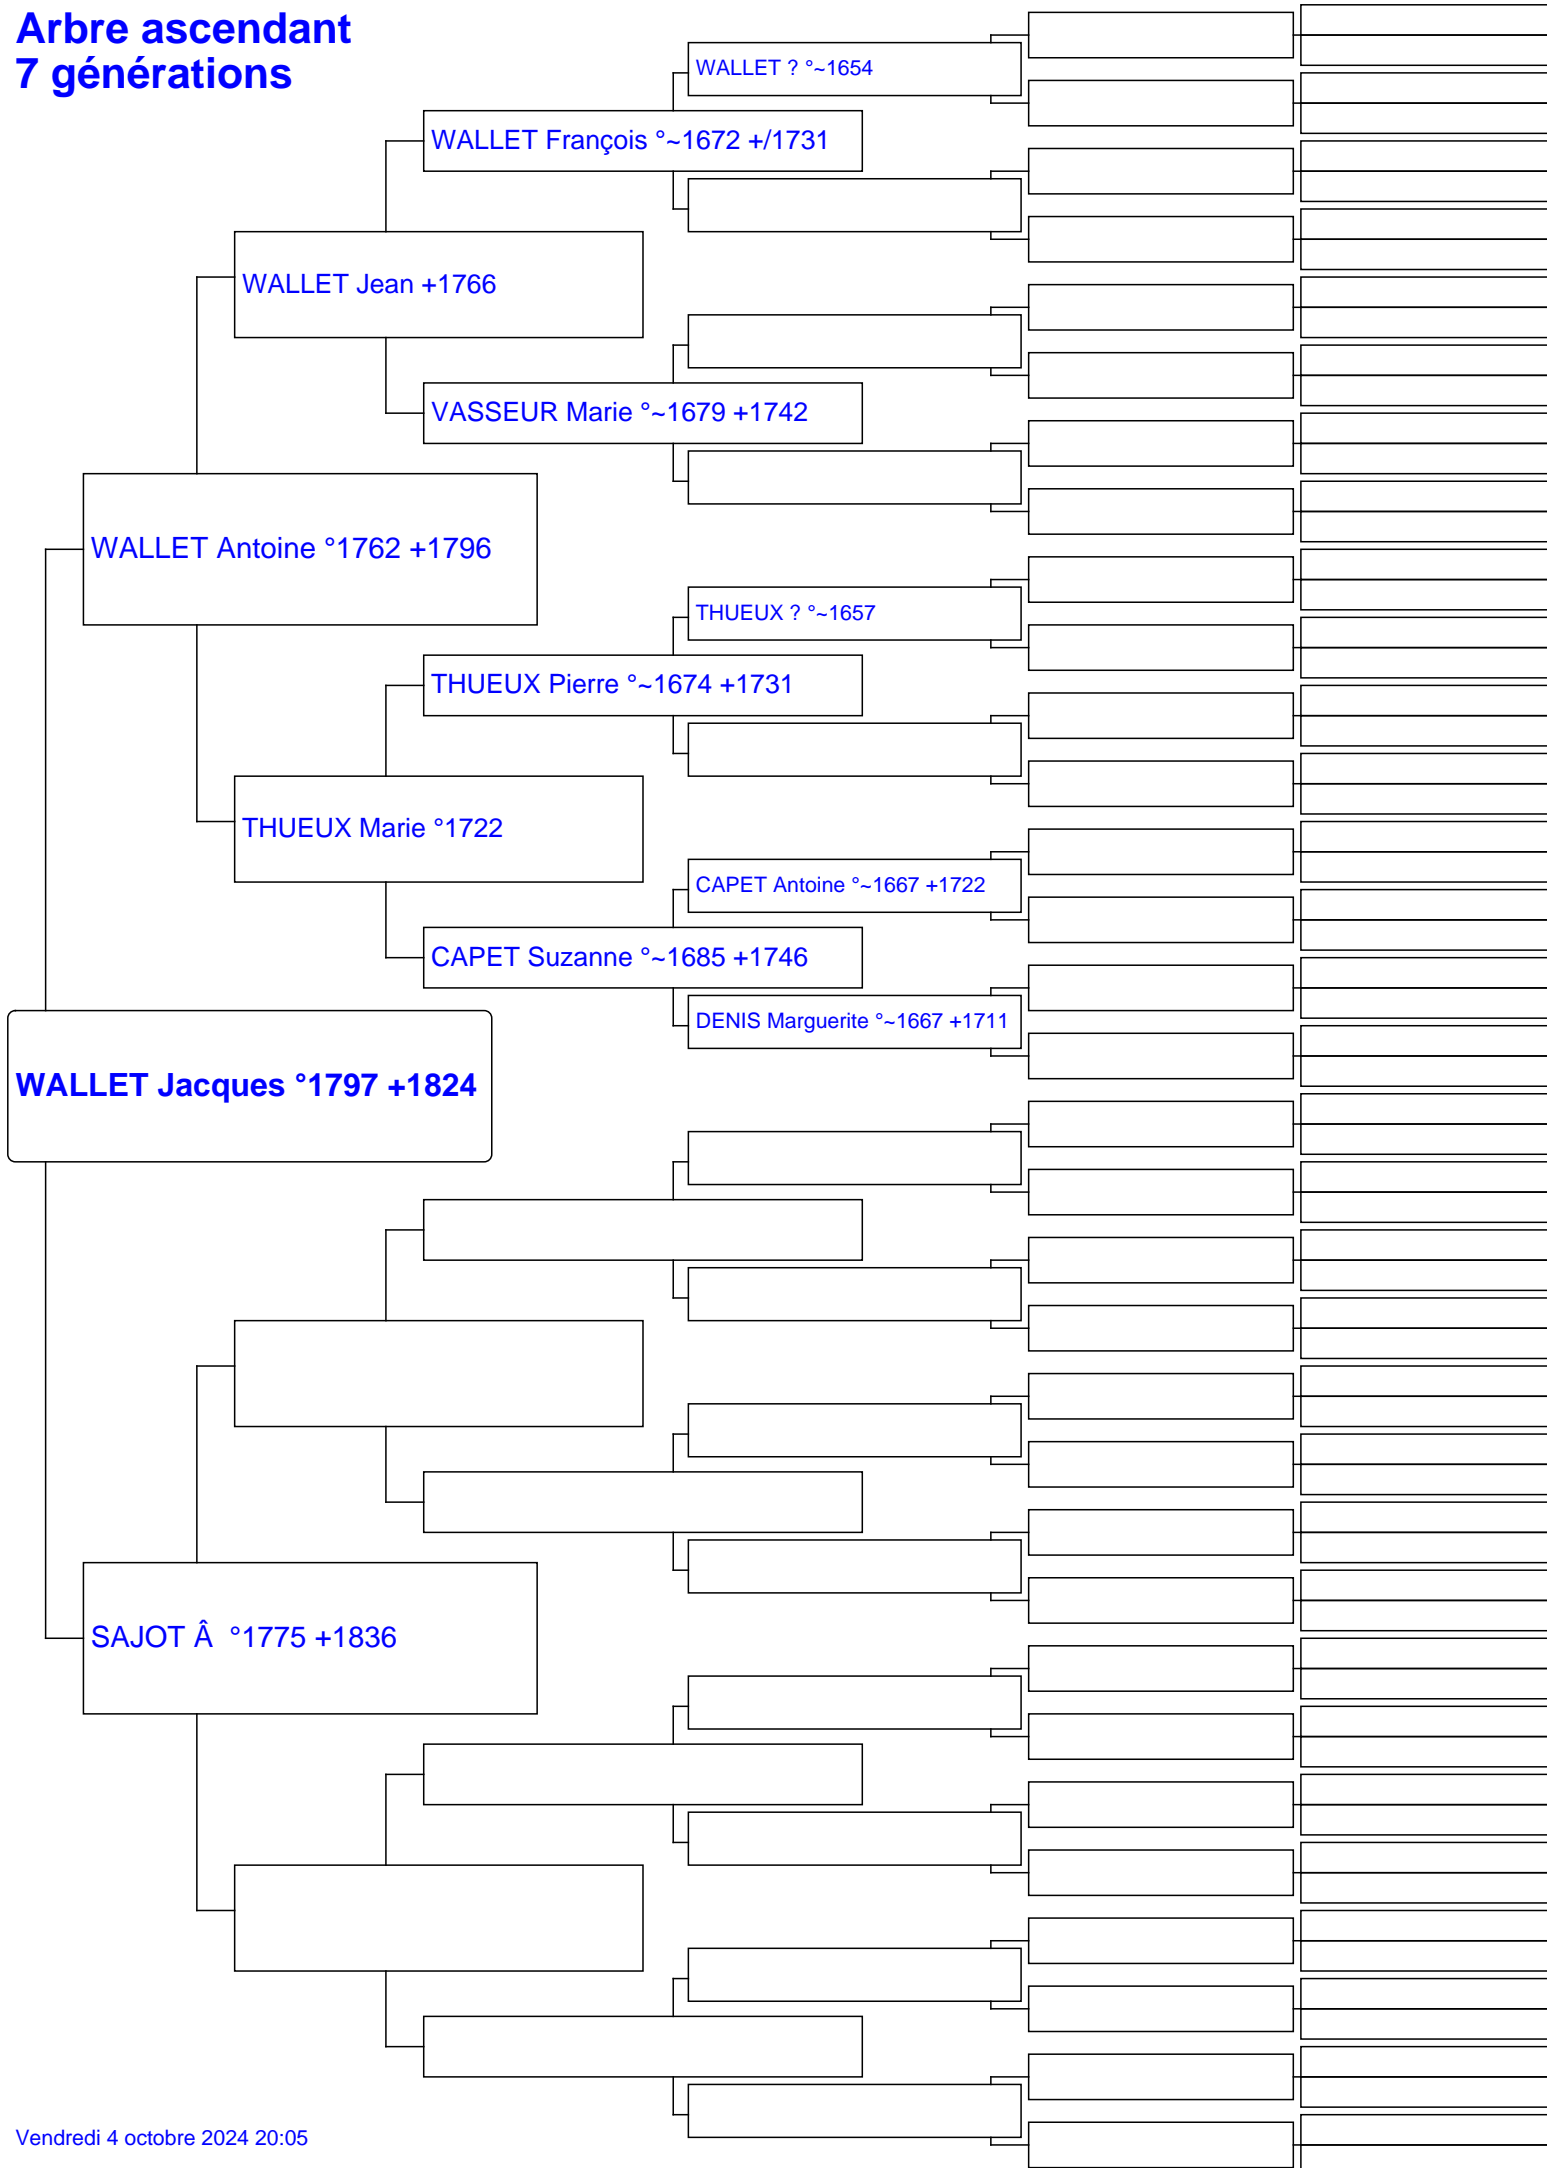 Arbre ascendant
7 générations
WALLET ? °~1654
WALLET François °~1672 +/1731
WALLET Jean +1766
VASSEUR Marie °~1679 +1742
WALLET Antoine °1762 +1796
THUEUX ? °~1657
THUEUX Pierre °~1674 +1731
THUEUX Marie °1722
CAPET Antoine °~1667 +1722
CAPET Suzanne °~1685 +1746
DENIS Marguerite °~1667 +1711
WALLET Jacques °1797 +1824
SAJOT Â  °1775 +1836
Vendredi 4 octobre 2024 20:05